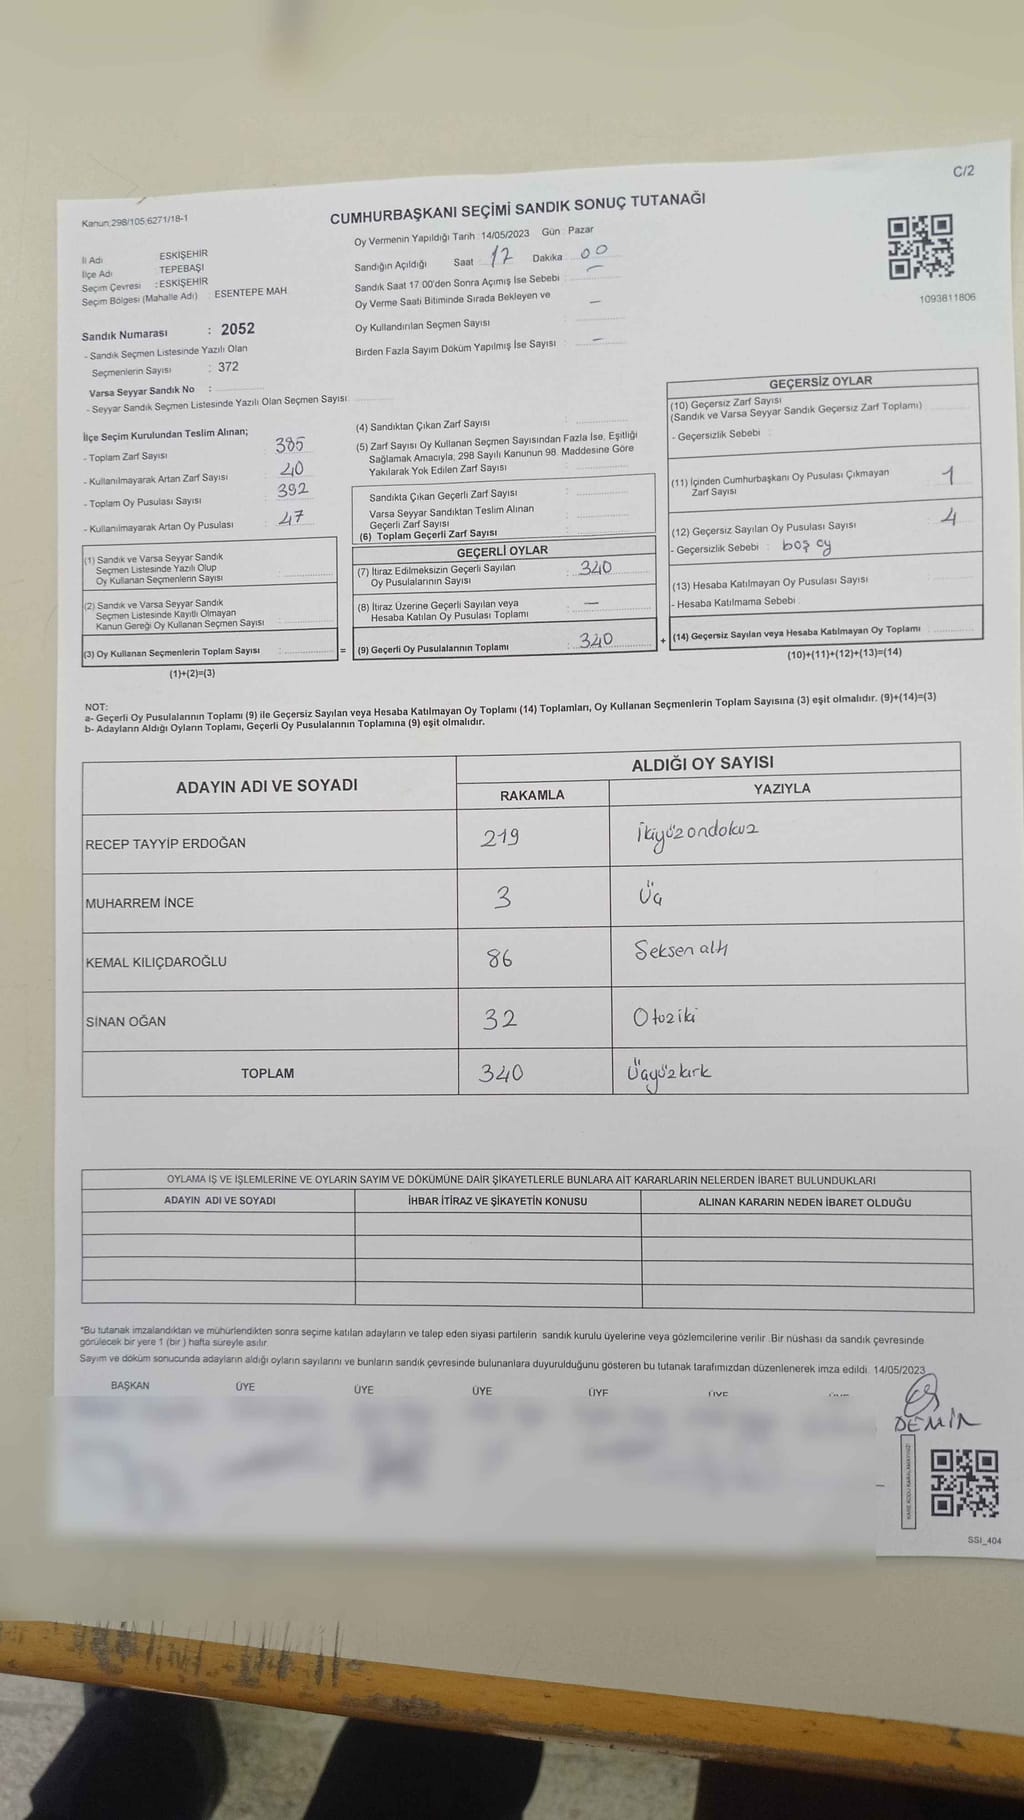 C/2
Kanun:298/105,6271/18-1
CUMHURBAŞKANI SEÇİMİ SANDIK SONUÇ TUTANAĞI
Oy Vermenin Yapıldığı Tarih : 14/05/2023 Gün : Pazar
İl Adı : ESKİŞEHİR
İlçe Adı : TEPEBAŞI
Seçim Çevresi : ESKİŞEHİR
Seçim Bölgesi (Mahalle Adı) : ESENTEPE MAH.
Sandık Numarası : 2052
- Sandık Seçmen Listesinde Yazılı Olan
Seçmenlerin Sayısı : 372
Varsa Seyyar Sandık No :
- Seyyar Sandık Seçmen Listesinde Yazılı Olan Seçmen Sayısı:
Sandığın Açıldığı Saat : 17 Dakika : 00
Sandık Saat 17.00'den Sonra Açımış İse Sebebi : —
Oy Verme Saati Bitiminde Sırada Bekleyen ve
Oy Kullandırılan Seçmen Sayısı : —
Birden Fazla Sayım Döküm Yapılmış İse Sayısı : —
1093811806
İlçe Seçim Kurulundan Teslim Alınan;
- Toplam Zarf Sayısı : 385
- Kullanılmayarak Artan Zarf Sayısı : 40
- Toplam Oy Pusulası Sayısı : 392
- Kullanılmayarak Artan Oy Pusulası : 47
(1) Sandık ve Varsa Seyyar Sandık
Seçmen Listesinde Yazılı Olup
Oy Kullanan Seçmenlerin Sayısı :
(2) Sandık ve Varsa Seyyar Sandık
Seçmen Listesinde Kayıtlı Olmayan
Kanun Gereği Oy Kullanan Seçmen Sayısı :
(3) Oy Kullanan Seçmenlerin Toplam Sayısı : =
(1)+(2)=(3)
(4) Sandıktan Çıkan Zarf Sayısı :
(5) Zarf Sayısı Oy Kullanan Seçmen Sayısından Fazla İse, Eşitliği
Sağlamak Amacıyla, 298 Sayılı Kanunun 98. Maddesine Göre
Yakılarak Yok Edilen Zarf Sayısı :
Sandıkta Çıkan Geçerli Zarf Sayısı :
Varsa Seyyar Sandıktan Teslim Alınan
Geçerli Zarf Sayısı :
(6) Toplam Geçerli Zarf Sayısı :
GEÇERLİ OYLAR
(7) İtiraz Edilmeksizin Geçerli Sayılan
Oy Pusulalarının Sayısı : 340
(8) İtiraz Üzerine Geçerli Sayılan veya
Hesaba Katılan Oy Pusulası Toplamı : —
(9) Geçerli Oy Pusulalarının Toplamı : 340 +
GEÇERSİZ OYLAR
(10) Geçersiz Zarf Sayısı
(Sandık ve Varsa Seyyar Sandık Geçersiz Zarf Toplamı)
- Geçersizlik Sebebi :
(11) İçinden Cumhurbaşkanı Oy Pusulası Çıkmayan
Zarf Sayısı 1
(12) Geçersiz Sayılan Oy Pusulası Sayısı 4
- Geçersizlik Sebebi : boş oy
(13) Hesaba Katılmayan Oy Pusulası Sayısı
- Hesaba Katılmama Sebebi :
(14) Geçersiz Sayılan veya Hesaba Katılmayan Oy Toplamı :
(10)+(11)+(12)+(13)=(14)
NOT:
a- Geçerli Oy Pusulalarının Toplamı (9) ile Geçersiz Sayılan veya Hesaba Katılmayan Oy Toplamı (14) Toplamları, Oy Kullanan Seçmenlerin Toplam Sayısına (3) eşit olmalıdır. (9)+(14)=(3)
b- Adayların Aldığı Oyların Toplamı, Geçerli Oy Pusulalarının Toplamına (9) eşit olmalıdır.
ADAYIN ADI VE SOYADI
ALDIĞI OY SAYISI
RAKAMLA YAZIYLA
RECEP TAYYİP ERDOĞAN 219 İkiyüzondokuz
MUHARREM İNCE 3 Üç
KEMAL KILIÇDAROĞLU 86 Seksen altı
SİNAN OĞAN 32 Otoziki
TOPLAM 340 Üçyüzkırk
OYLAMA İŞ VE İŞLEMLERİNE VE OYLARIN SAYIM VE DÖKÜMÜNE DAİR ŞİKAYETLERLE BUNLARA AİT KARARLARIN NELERDEN İBARET BULUNDUKLARI
ADAYIN ADI VE SOYADI İHBAR İTİRAZ VE ŞİKAYETİN KONUSU ALINAN KARARIN NEDEN İBARET OLDUĞU
*Bu tutanak imzalandıktan ve mühürlendikten sonra seçime katılan adayların ve talep eden siyasi partilerin sandık kurulu üyelerine veya gözlemcilerine verilir. Bir nüshası da sandık çevresinde
görülecek bir yere 1 (bir ) hafta süreyle asılır.
Sayım ve döküm sonucunda adayların aldığı oyların sayılarını ve bunların sandık çevresinde bulunanlara duyurulduğunu gösteren bu tutanak tarafımızdan düzenlenerek imza edildi. 14/05/2023
BAŞKAN ÜYE ÜYE ÜYE ÜYE ÜYE
DEMİR
SSI_404